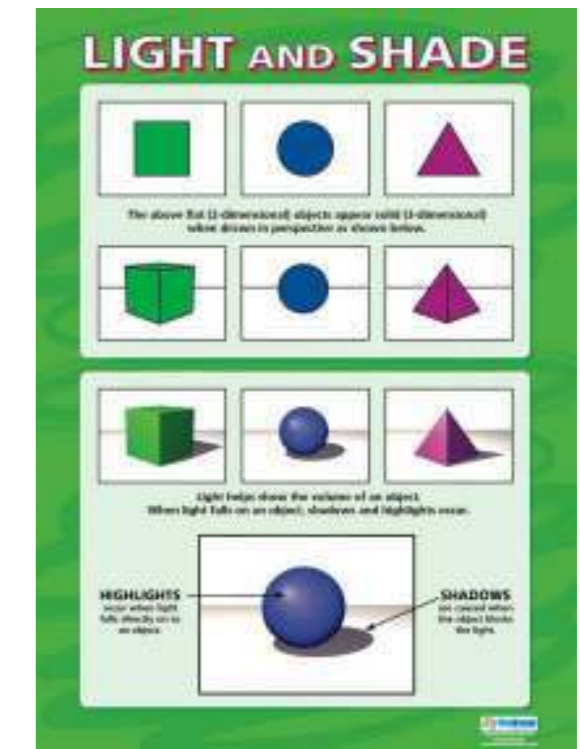 LIGHT AND SHADE
The above flat (2-dimensional) objects appear solid (3-dimensional)
when drawn in perspective as shown below.
Light helps show the volume of an object.
When light falls on an object, shadows and highlights occur.
HIGHLIGHTS
occur when light
falls directly on to
an object.
SHADOWS
are caused when
the object blocks
the light.